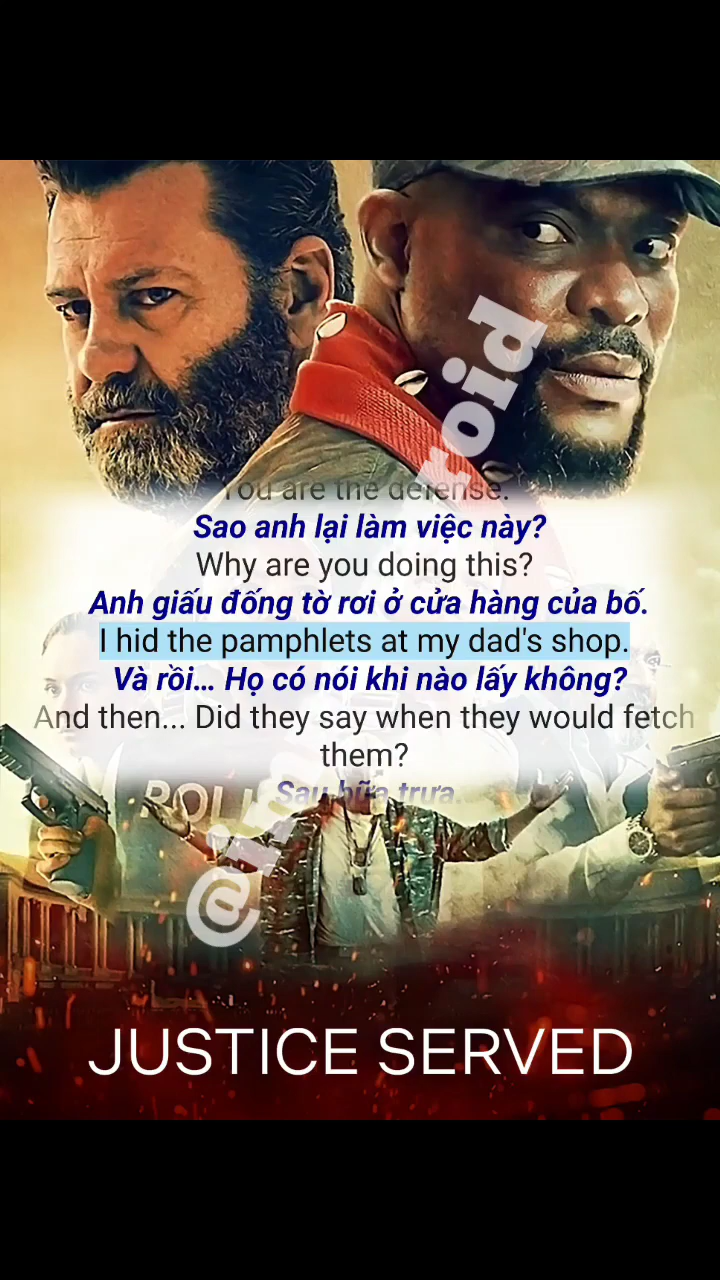 You are the defense.
Sao anh lại làm việc này?
Why are you doing this?
Anh giấu đống tờ rơi ở cửa hàng của bố.
I hid the pamphlets at my dad's shop.
Và rồi... Họ có nói khi nào lấy không?
And then... Did they say when they would fetch
them?
Sau bữa trưa.
JUSTICE SERVED